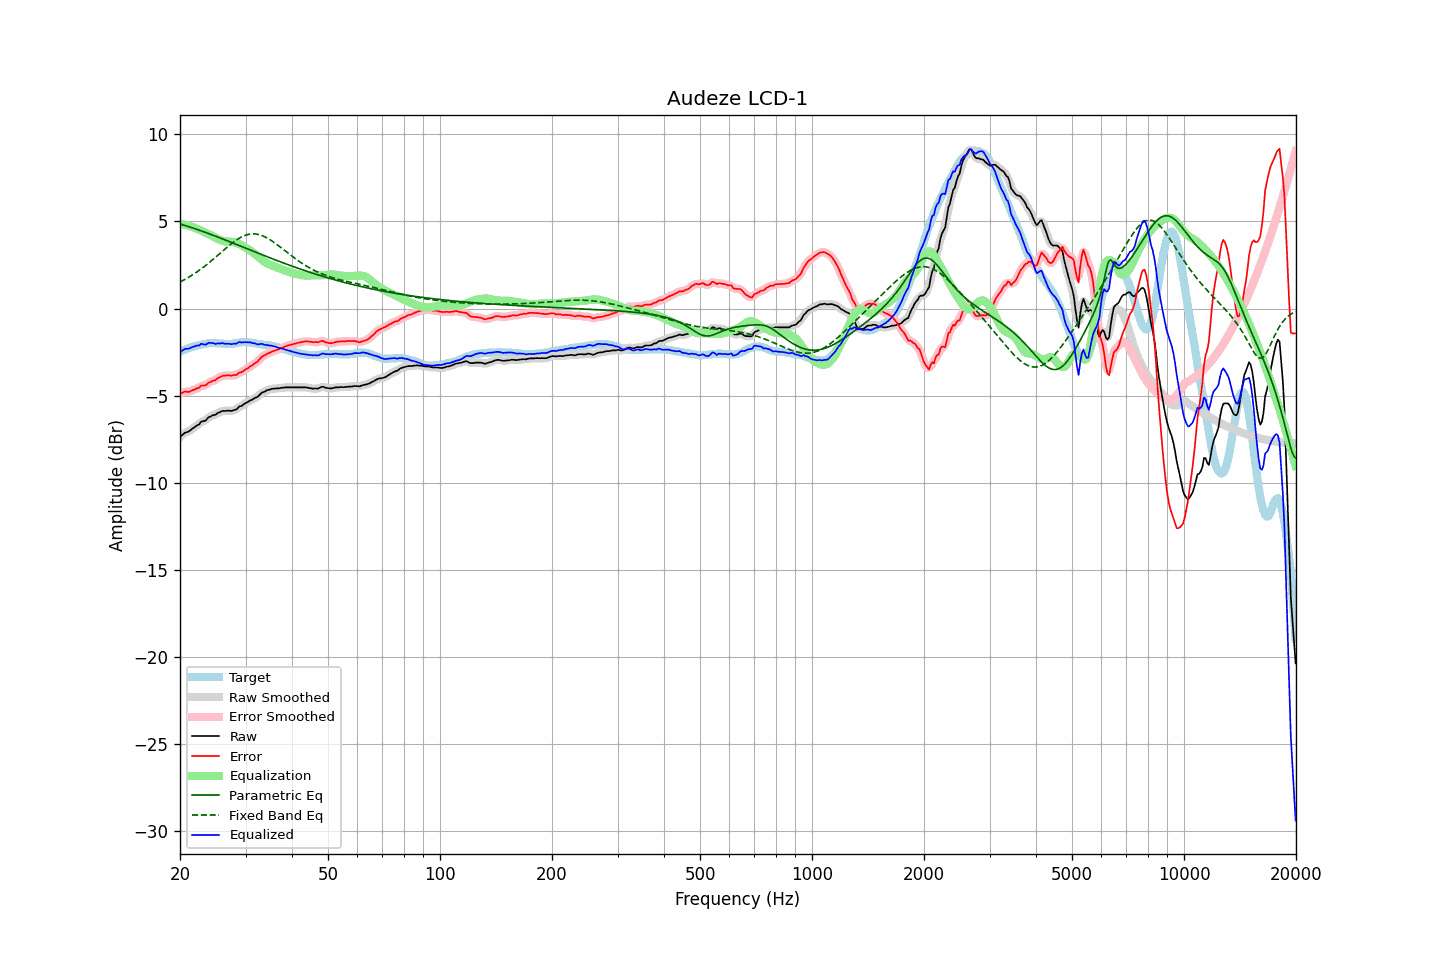 Audeze LCD-1
10
5
0
−5
−10
−15
−20
−25
−30
Amplitude (dBr)
Target
Raw Smoothed
Error Smoothed
Raw
Error
Equalization
Parametric Eq
Fixed Band Eq
Equalized
20 50 100 200 500 1000 2000 5000 10000 20000
Frequency (Hz)